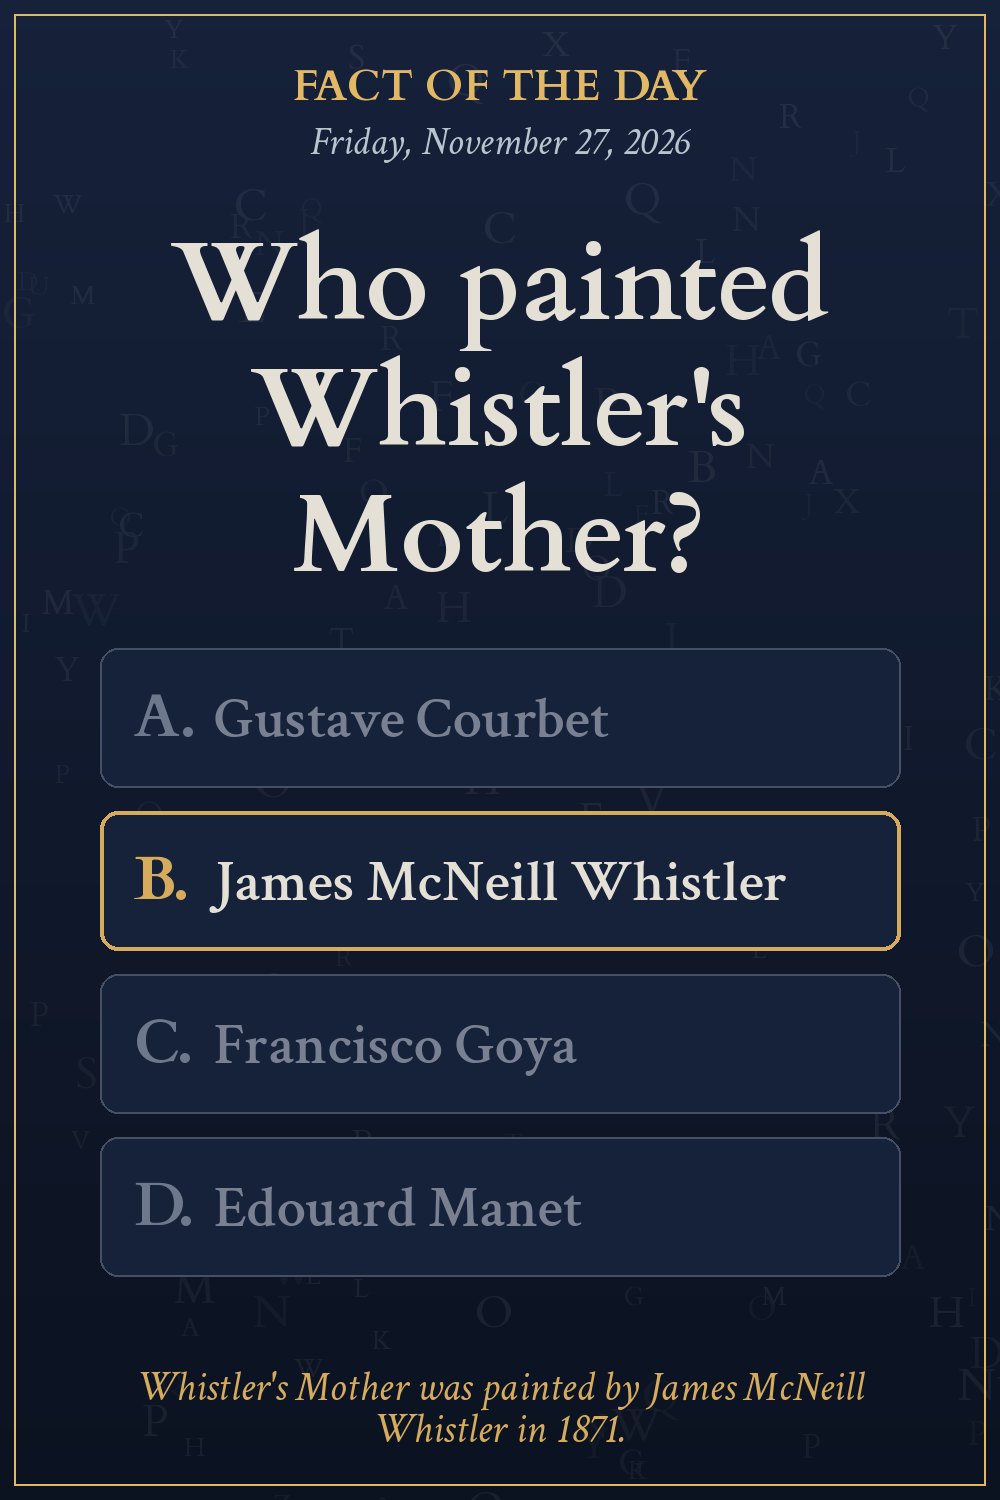 FACT OF THE DAY
Friday, November 27, 2026
Who painted
Whistler's
Mother?
A. Gustave Courbet
B. James McNeill Whistler
C. Francisco Goya
D. Edouard Manet
Whistler's Mother was painted by James McNeill
Whistler in 1871.